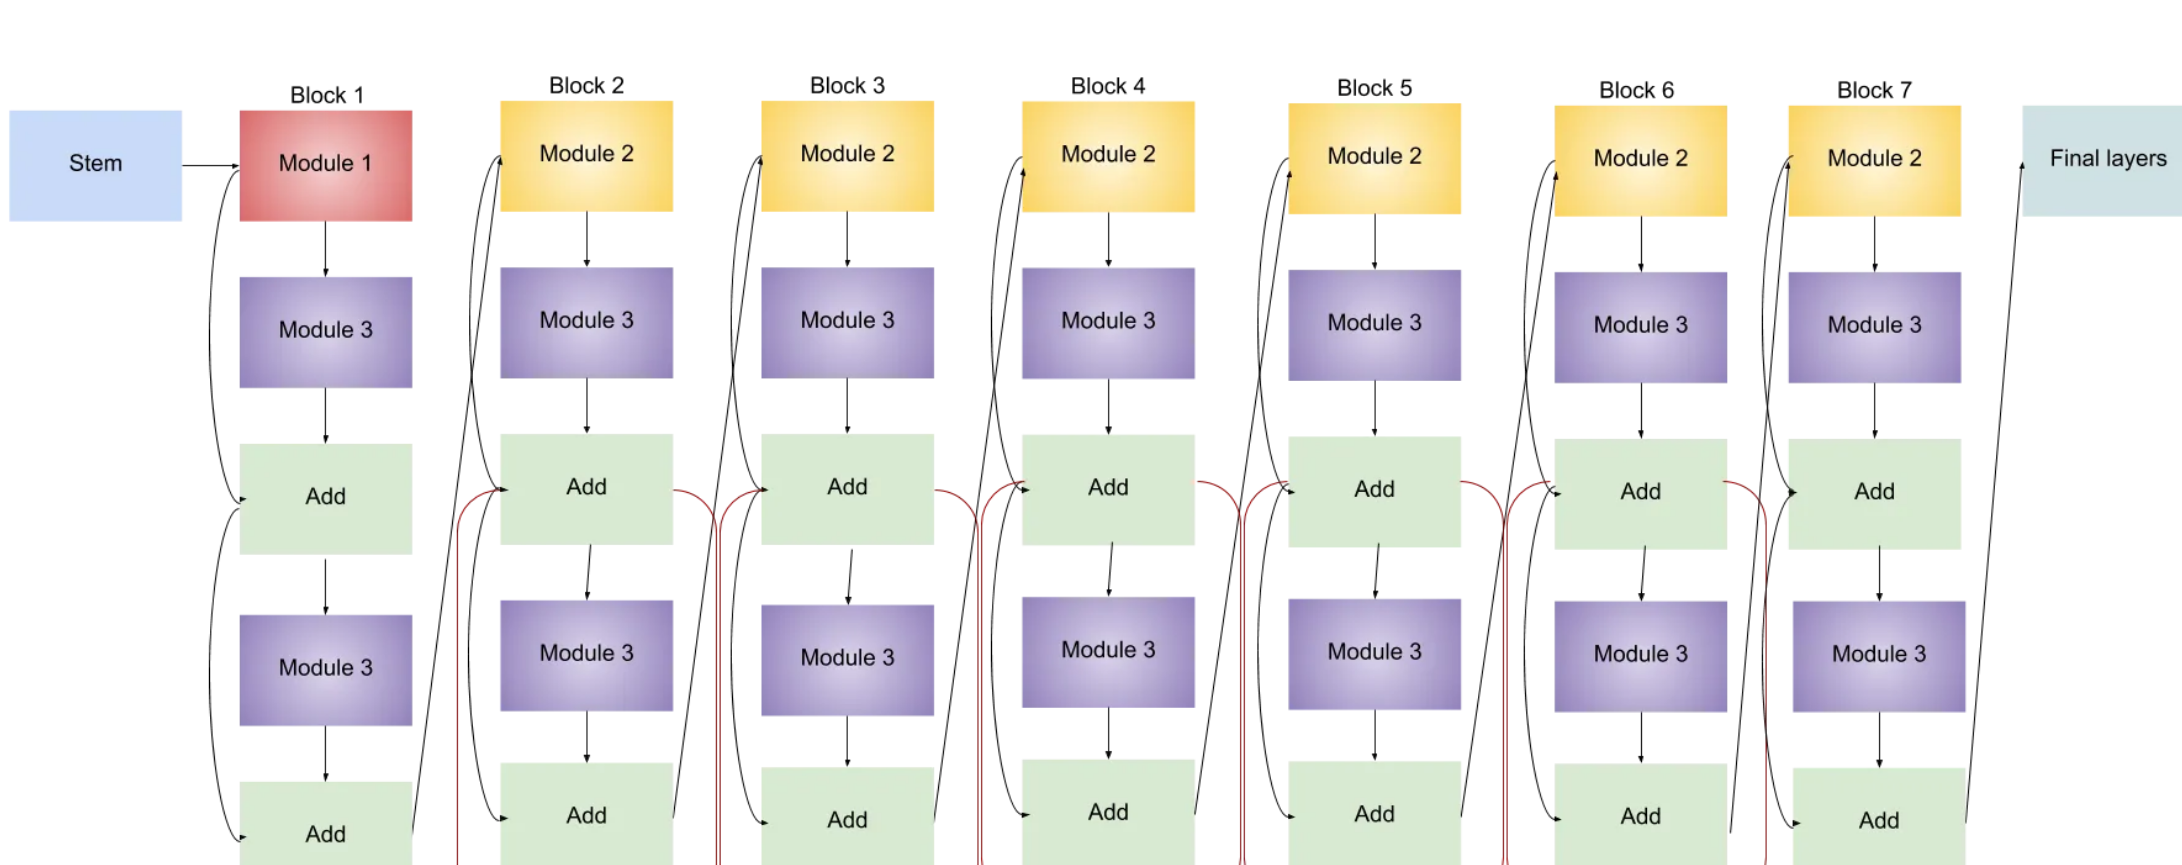 Block 1
Block 2
Block 3
Block 4
Block 5
Block 6
Block 7
Stem
Module 1
Module 2
Module 2
Module 2
Module 2
Module 2
Module 2
Final layers
Module 3
Module 3
Module 3
Module 3
Module 3
Module 3
Module 3
Add
Add
Add
Add
Add
Add
Add
Module 3
Module 3
Module 3
Module 3
Module 3
Module 3
Module 3
Add
Add
Add
Add
Add
Add
Add